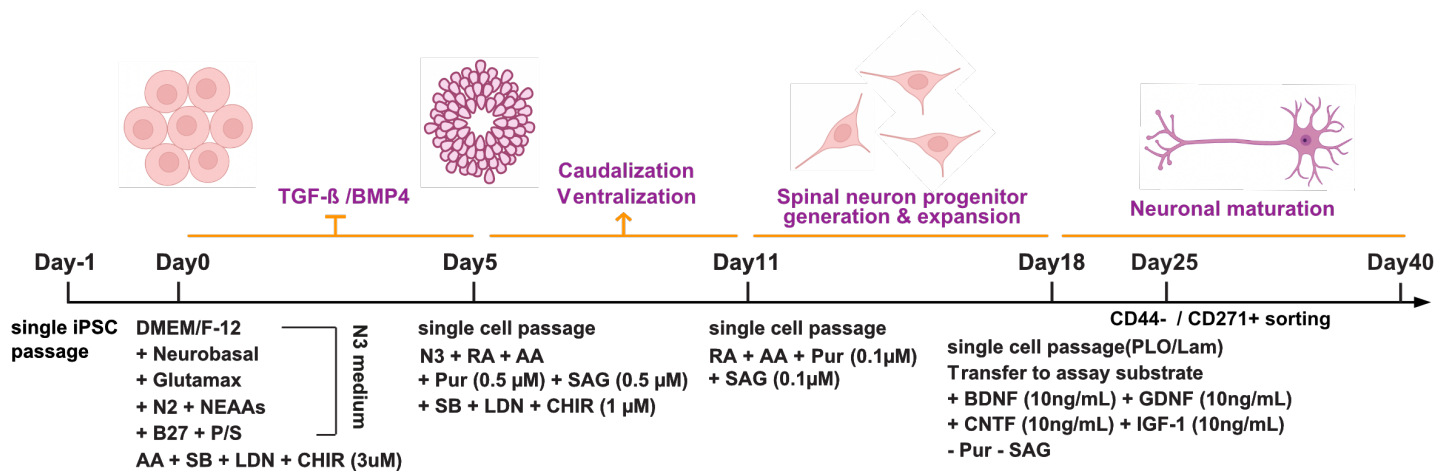 TGF-ß /BMP4
Caudalization
Ventralization
Spinal neuron progenitor
generation & expansion
Neuronal maturation
Day-1
Day0
Day5
Day11
Day18
Day25
Day40
single iPSC
passage
DMEM/F-12
+ Neurobasal
+ Glutamax
+ N2 + NEAAs
+ B27 + P/S
N3 medium
AA + SB + LDN + CHIR (3uM)
single cell passage
N3 + RA + AA
+ Pur (0.5 µM) + SAG (0.5 µM)
+ SB + LDN + CHIR (1 µM)
single cell passage
RA + AA + Pur (0.1µM)
+ SAG (0.1µM)
CD44- / CD271+ sorting
single cell passage(PLO/Lam)
Transfer to assay substrate
+ BDNF (10ng/mL) + GDNF (10ng/mL)
+ CNTF (10ng/mL) + IGF-1 (10ng/mL)
- Pur - SAG